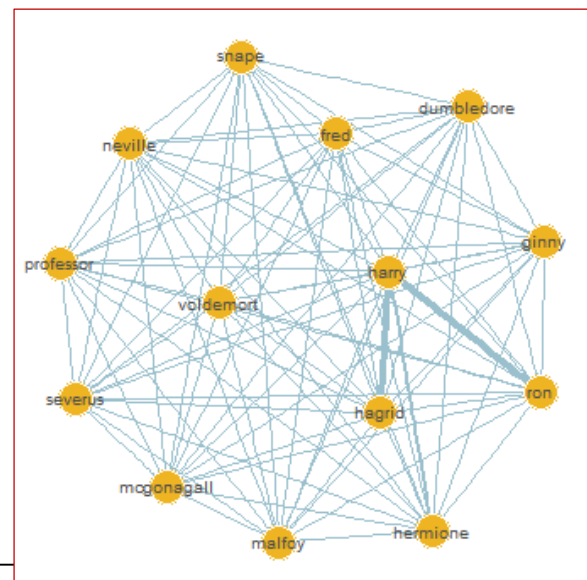 snape
dumbledore
fred
neville
ginny
professor
harry
voldemort
ron
severus
hagrid
mcgonagall
hermione
malfoy